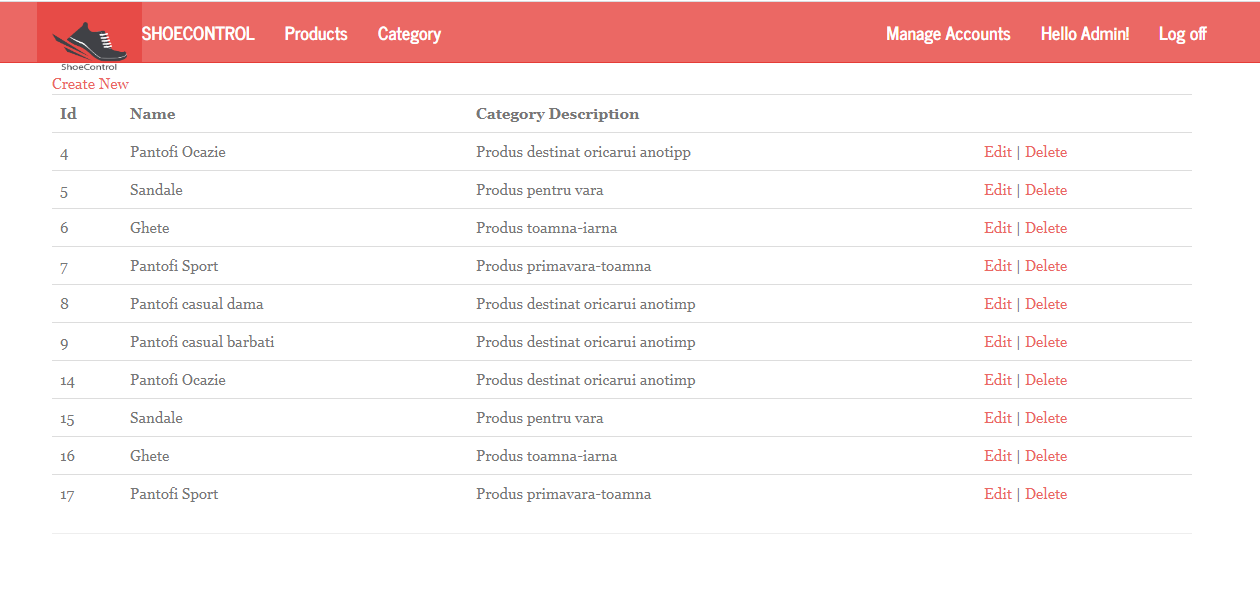 SHOECONTROL Products Category Manage Accounts Hello Admin! Log off
ShoeControl
Create New
Id Name Category Description
4 Pantofi Ocazie Produs destinat oricarui anotipp Edit | Delete
5 Sandale Produs pentru vara Edit | Delete
6 Ghete Produs toamna-iarna Edit | Delete
7 Pantofi Sport Produs primavara-toamna Edit | Delete
8 Pantofi casual dama Produs destinat oricarui anotimp Edit | Delete
9 Pantofi casual barbati Produs destinat oricarui anotimp Edit | Delete
14 Pantofi Ocazie Produs destinat oricarui anotimp Edit | Delete
15 Sandale Produs pentru vara Edit | Delete
16 Ghete Produs toamna-iarna Edit | Delete
17 Pantofi Sport Produs primavara-toamna Edit | Delete